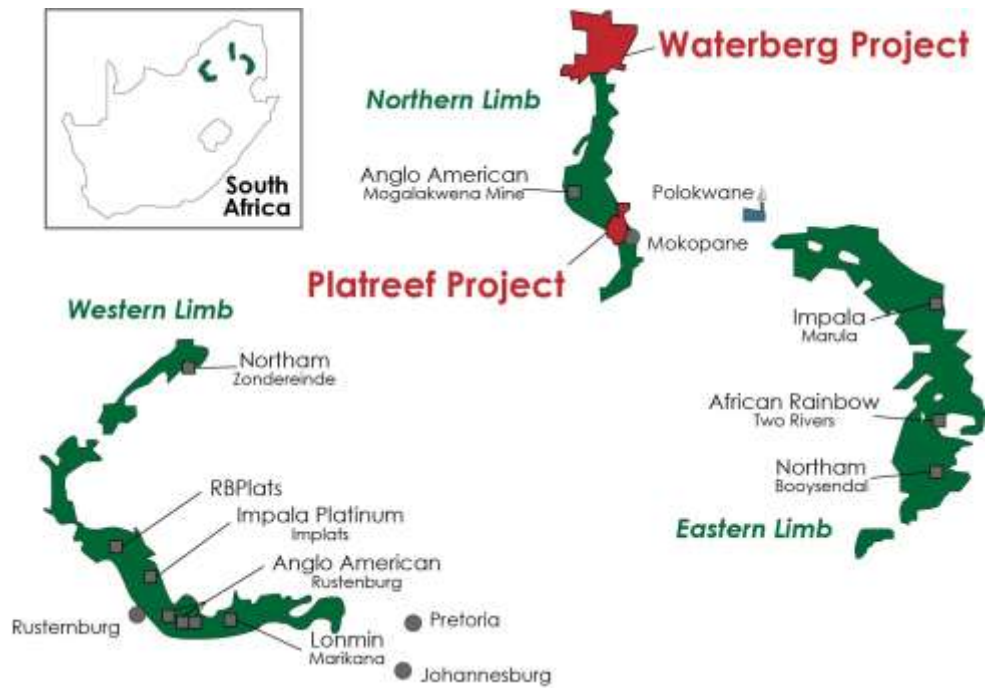 South
Africa
Waterberg Project
Northern Limb
Anglo American
Mogalakwena Mine
Polokwane
Mokopane
Platreef Project
Western Limb
Northam
Zondereinde
Impala
Marula
African Rainbow
Two Rivers
Northam
Booysendal
Eastern Limb
RBPlats
Impala Platinum
Implats
Anglo American
Rustenburg
Rusternburg
Lonmin
Marikana
Pretoria
Johannesburg